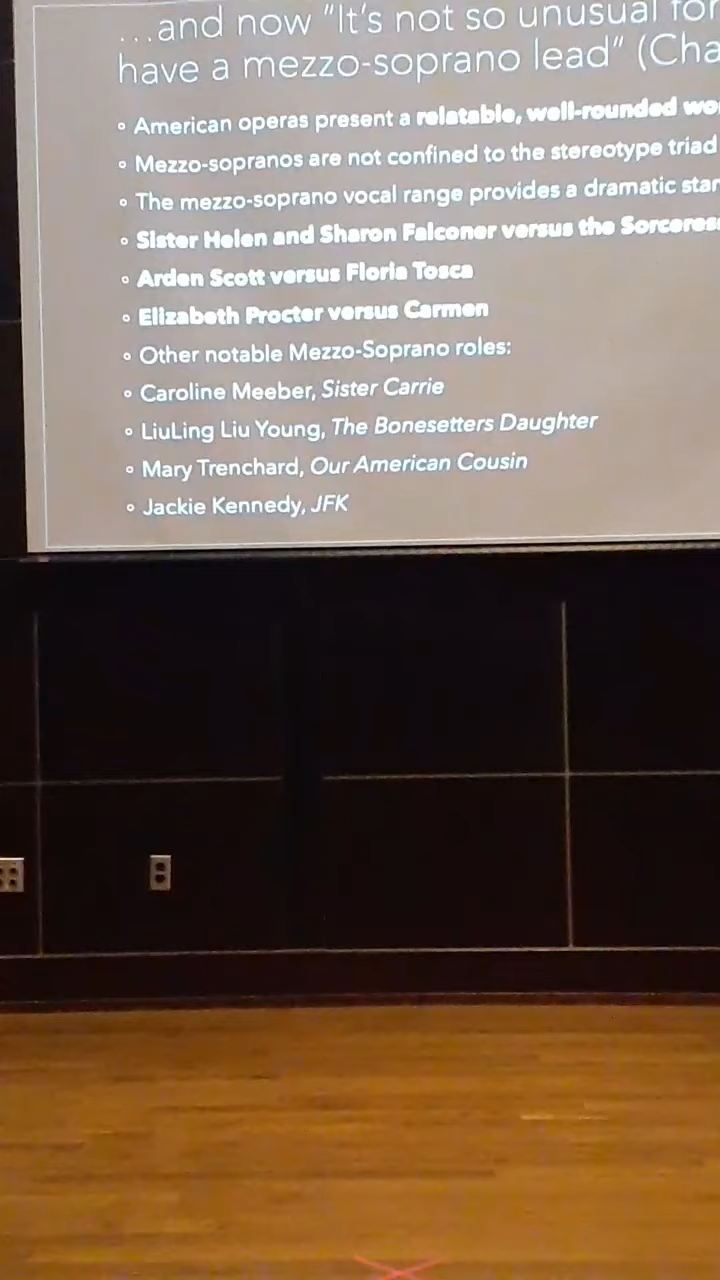 ...and now "It's not so unusual for
have a mezzo-soprano lead" (Cha
◦ American operas present a relatable, well-rounded wo
◦ Mezzo-sopranos are not confined to the stereotype triad
◦ The mezzo-soprano vocal range provides a dramatic star
◦ Sister Helen and Sharon Falconer versus the Sorceress
◦ Arden Scott versus Floria Tosca
◦ Elizabeth Procter versus Carmen
◦ Other notable Mezzo-Soprano roles:
◦ Caroline Meeber, Sister Carrie
◦ LiuLing Liu Young, The Bonesetters Daughter
◦ Mary Trenchard, Our American Cousin
◦ Jackie Kennedy, JFK